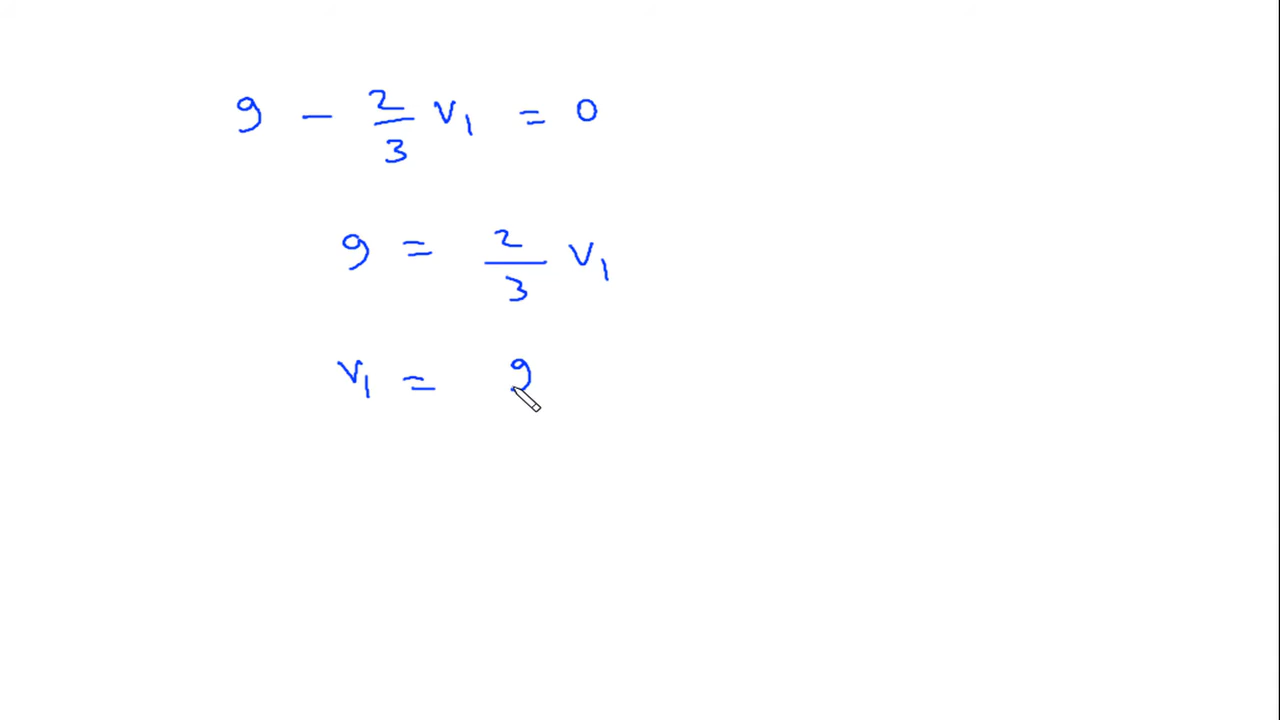 9 - 2/3 v₁ = 0
9 = 2/3 v₁
v₁ = 9